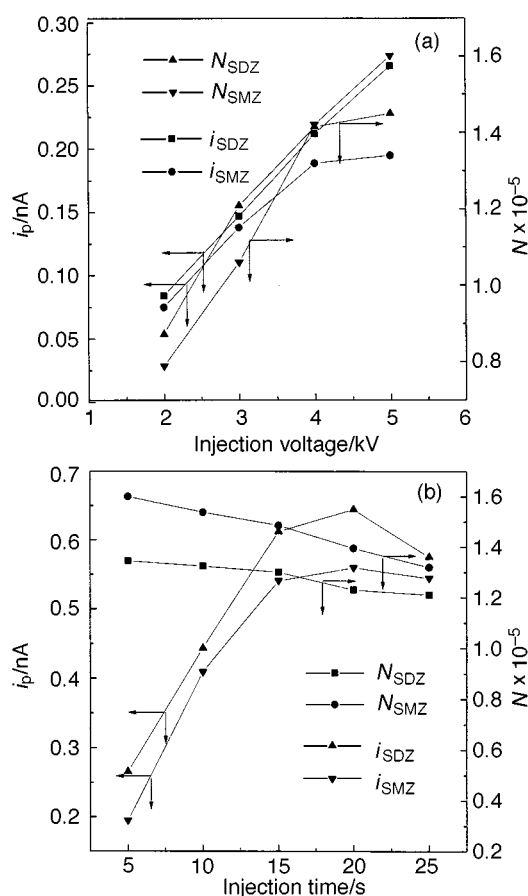 (a)
N_SDZ
N_SMZ
i_SDZ
i_SMZ
0.30
0.25
0.20
0.15
0.10
0.05
0.00
i_p/nA
1.6
1.4
1.2
1.0
0.8
N x 10^-5
1 2 3 4 5 6
Injection voltage/kV
(b)
0.7
0.6
0.5
0.4
0.3
0.2
i_p/nA
1.6
1.4
1.2
1.0
0.8
0.6
0.4
0.2
N x 10^-5
N_SDZ
N_SMZ
i_SDZ
i_SMZ
5 10 15 20 25
Injection time/s